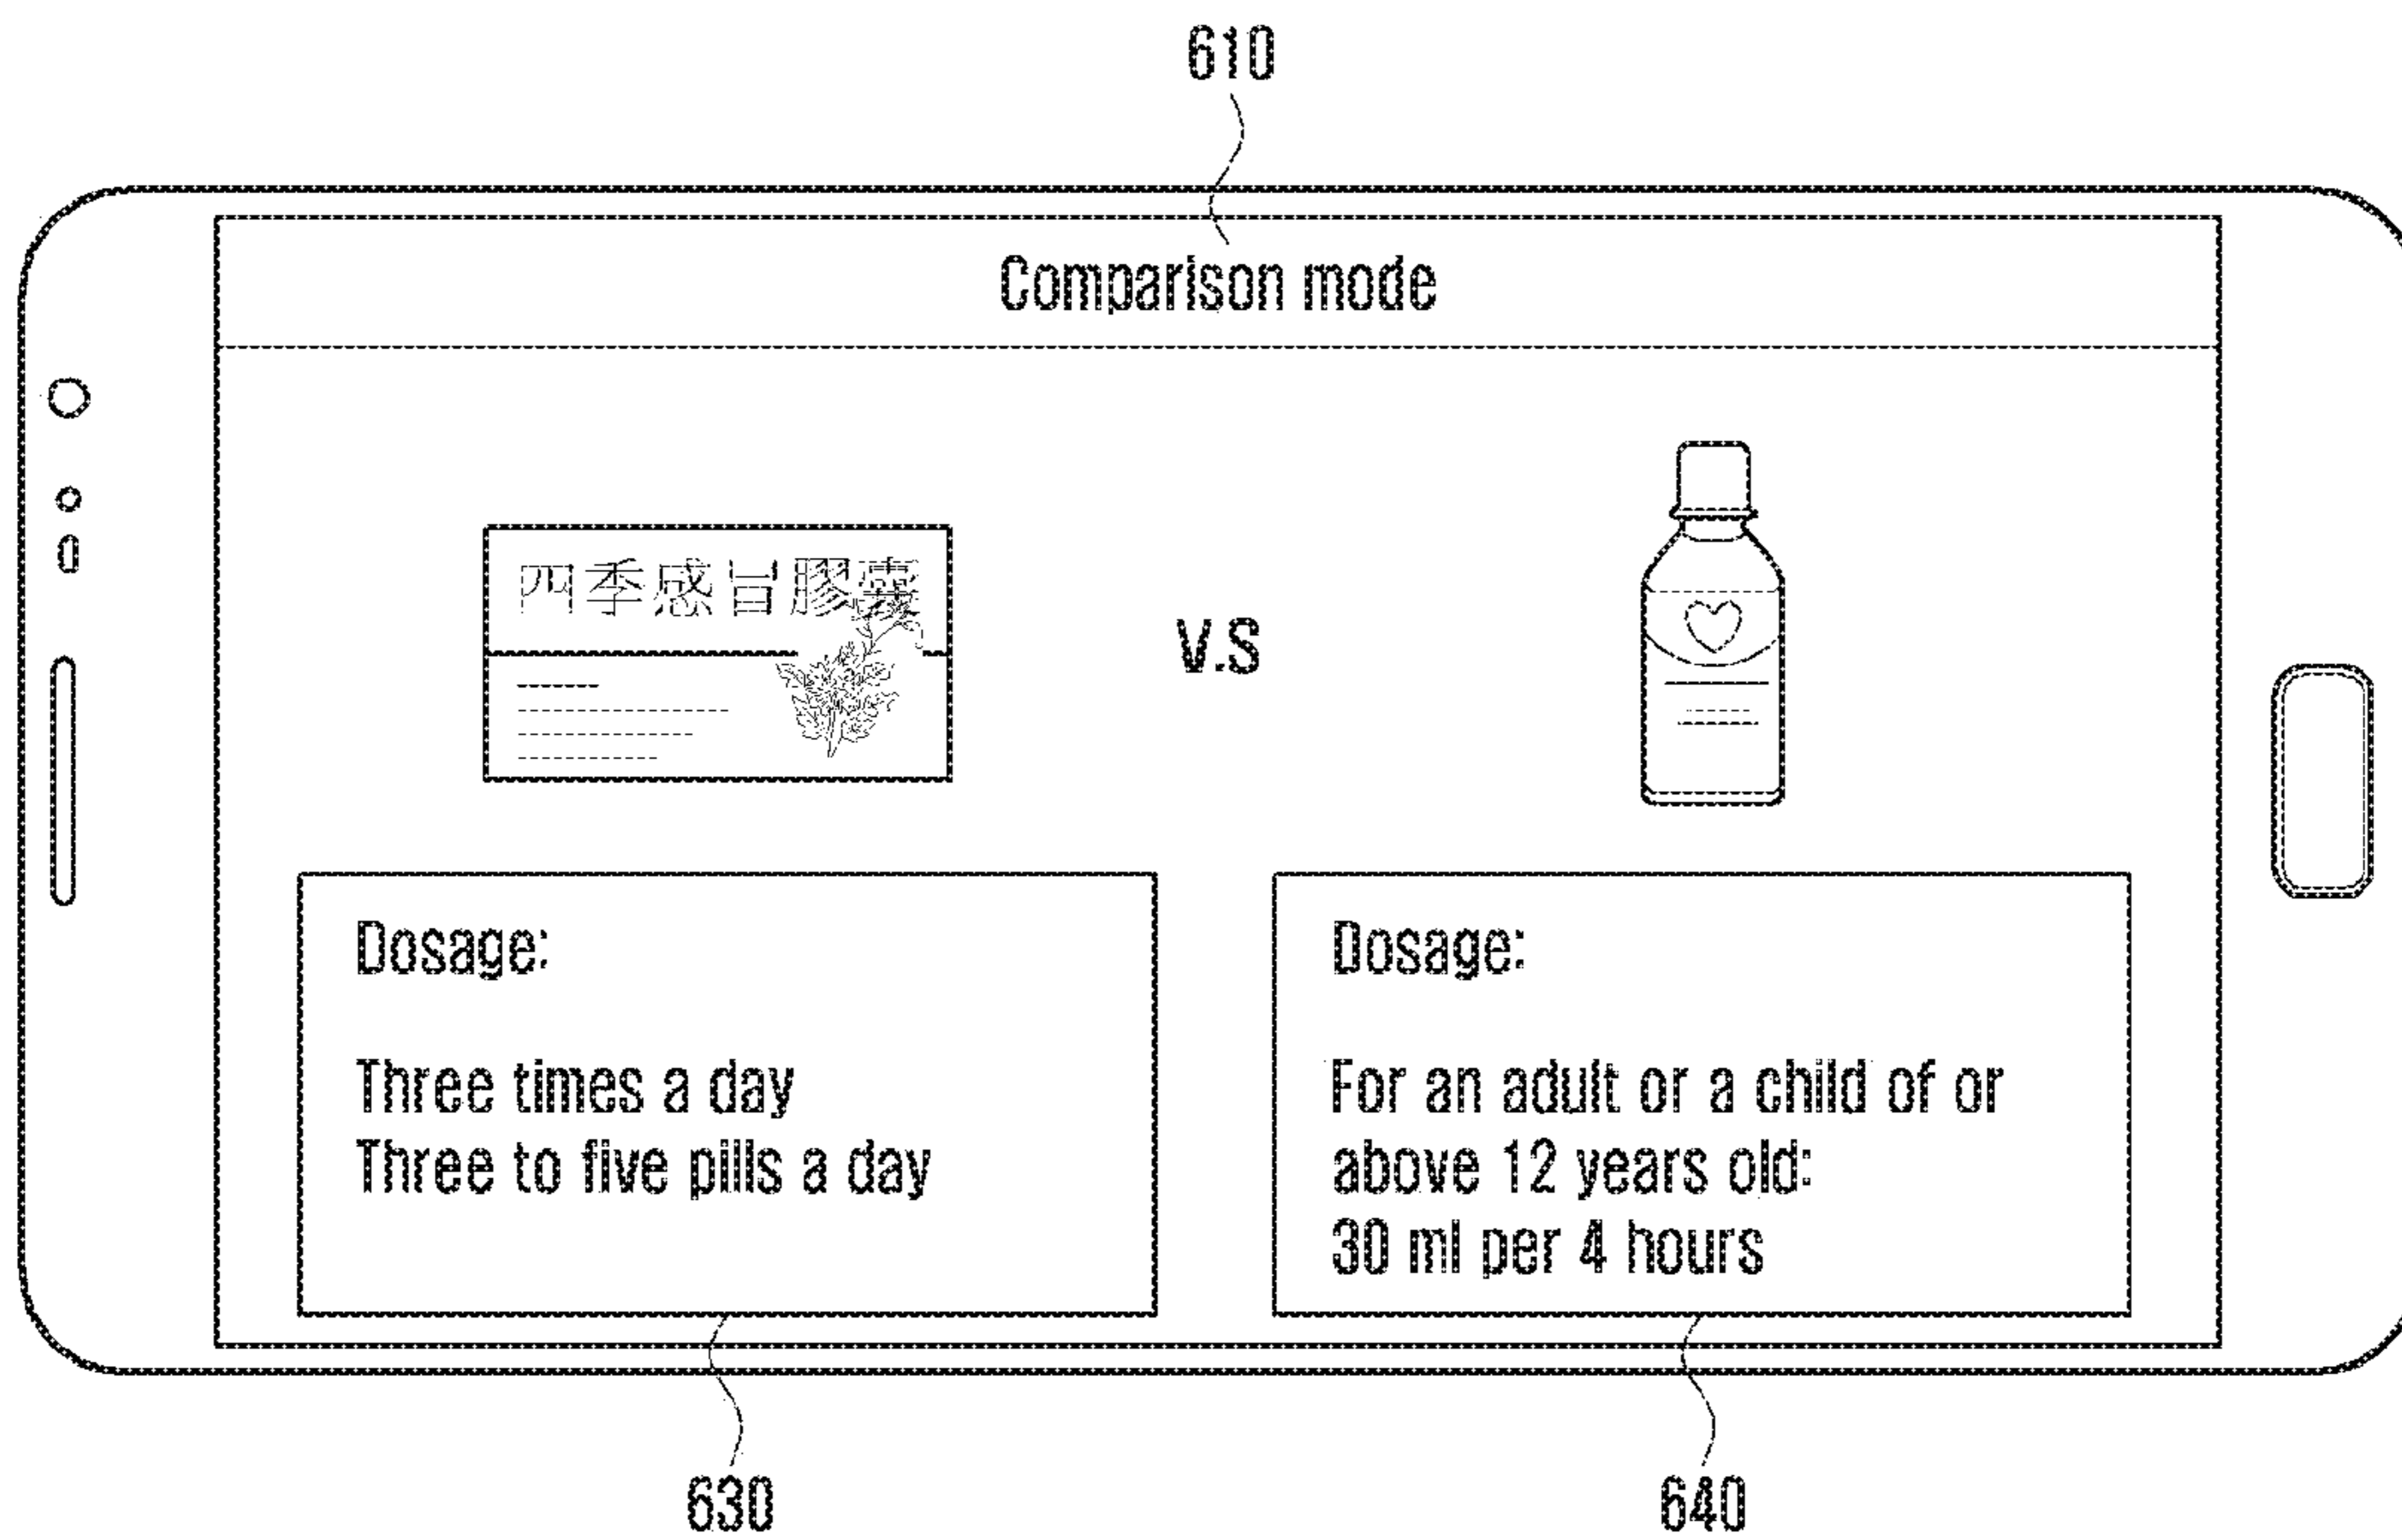 610
Comparison mode
四季感冒膠囊
V.S
Dosage:
Three times a day
Three to five pills a day
Dosage:
For an adult or a child of or
above 12 years old:
30 ml per 4 hours
630
640